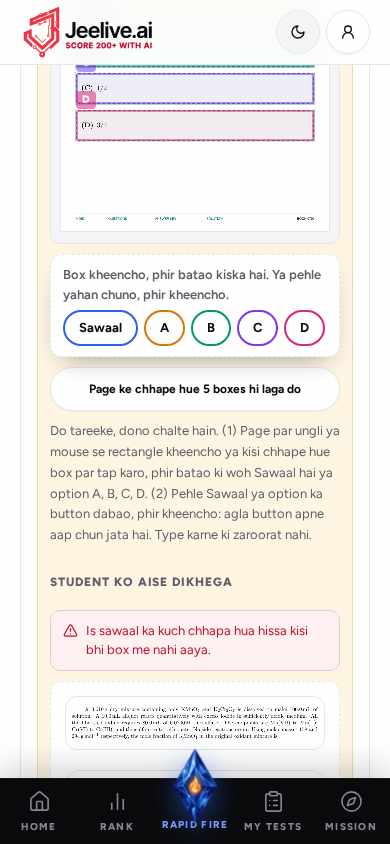 Jeelive.ai
SCORE 200+ WITH AI
(C)
D
(D)
Box kheencho, phir batao kiska hai. Ya pehle
yahan chuno, phir kheencho.
Sawaal A B C D
Page ke chhape hue 5 boxes hi laga do
Do tareeke, dono chalte hain. (1) Page par ungli ya
mouse se rectangle kheencho ya kisi chhape hue
box par tap karo, phir batao ki woh Sawaal hai ya
option A, B, C, D. (2) Pehle Sawaal ya option ka
button dabao, phir kheencho: agla button apne
aap chun jata hai. Type karne ki zaroorat nahi.
STUDENT KO AISE DIKHEGA
Is sawaal ka kuch chhapa hua hissa kisi
bhi box me nahi aaya.
HOME RANK RAPID FIRE MY TESTS MISSION